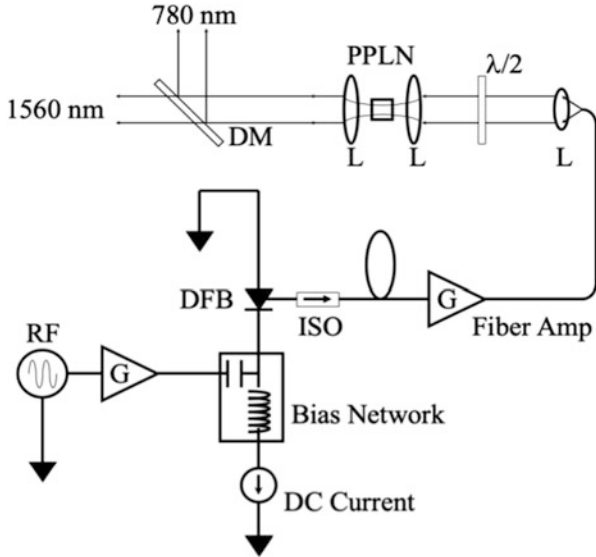 780 nm
PPLN
λ/2
1560 nm
DM
L
L
L
DFB
ISO
G
Fiber Amp
RF
G
Bias Network
DC Current